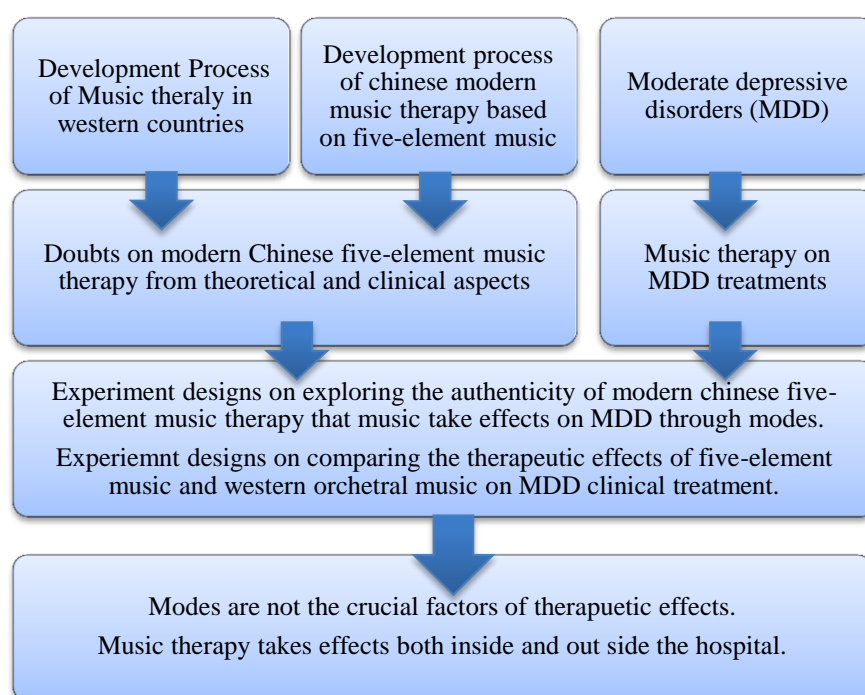 Development Process
of Music theraly in
western countries
Development process
of chinese modern
music therapy based
on five-element music
Moderate depressive
disorders (MDD)
Doubts on modern Chinese five-element music
therapy from theoretical and clinical aspects
Music therapy on
MDD treatments
Experiment designs on exploring the authenticity of modern chinese five-
element music therapy that music take effects on MDD through modes.
Experiemnt designs on comparing the therapeutic effects of five-element
music and western orchetral music on MDD clinical treatment.
Modes are not the crucial factors of therapuetic effects.
Music therapy takes effects both inside and out side the hospital.